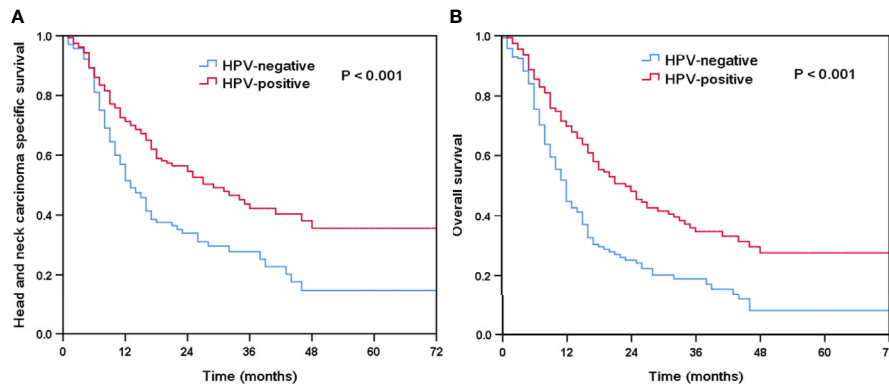 A
Head and neck carcinoma specific survival
1.0
0.8
0.6
0.4
0.2
0.0
HPV-negative
HPV-positive
P < 0.001
0 12 24 36 48 60 72
Time (months)
B
Overall survival
1.0
0.8
0.6
0.4
0.2
0.0
HPV-negative
HPV-positive
P < 0.001
0 12 24 36 48 60 7
Time (months)